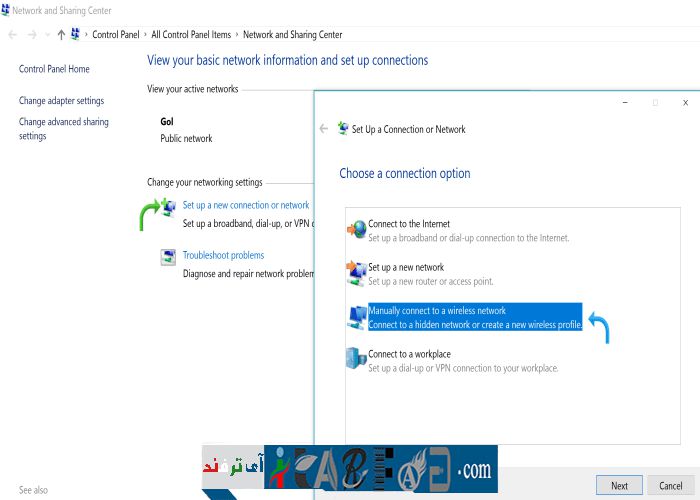 Network and Sharing Center
Control Panel > All Control Panel Items > Network and Sharing Center
Control Panel Home
Change adapter settings
Change advanced sharing
settings
View your basic network information and set up connections
View your active networks
Gol
Public network
Change your networking settings
Set up a new connection or network
Set up a broadband, dial-up, or VPN c
Troubleshoot problems
Diagnose and repair network problem
See also
Set Up a Connection or Network
Choose a connection option
Connect to the Internet
Set up a broadband or dial-up connection to the Internet.
Set up a new network
Set up a new router or access point.
Manually connect to a wireless network
Connect to a hidden network or create a new wireless profile.
Connect to a workplace
Set up a dial-up or VPN connection to your workplace.
Next
Cancel
آی ترفند
.com